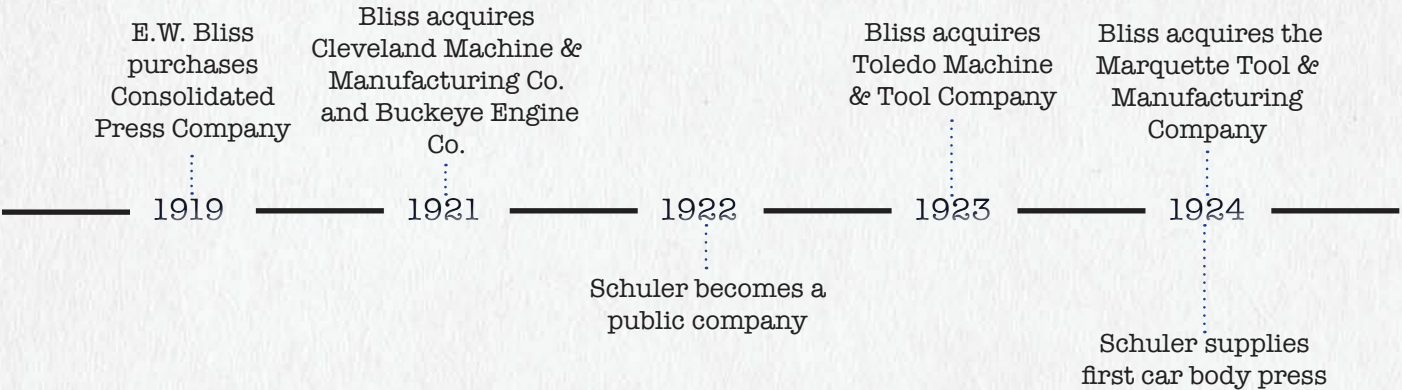 E.W. Bliss
purchases
Consolidated
Press Company
Bliss acquires
Cleveland Machine &
Manufacturing Co.
and Buckeye Engine
Co.
Bliss acquires
Toledo Machine
& Tool Company
Bliss acquires the
Marquette Tool &
Manufacturing
Company
1919
1921
1922
1923
1924
Schuler becomes a
public company
Schuler supplies
first car body press